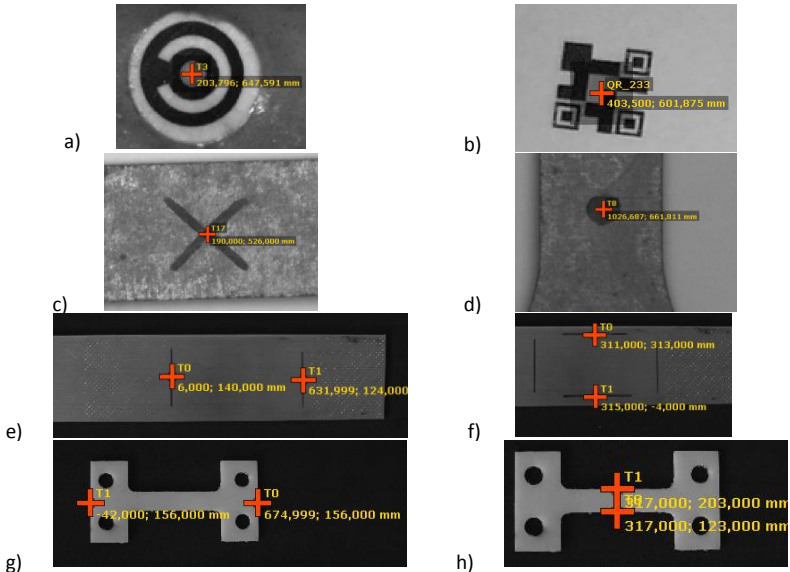 T3
203,796; 647,591 mm
a)
QR_233
403,500; 601,875 mm
b)
T17
190,000; 526,000 mm
c)
T8
1026,687; 661,811 mm
d)
T0
6,000; 140,000 mm
T1
631,999; 124,000
e)
T0
311,000; 313,000 mm
T1
315,000; -4,000 mm
f)
T1
-42,000; 156,000 mm
T0
674,999; 156,000 mm
g)
T1
317,000; 203,000 mm
T0
317,000; 123,000 mm
h)